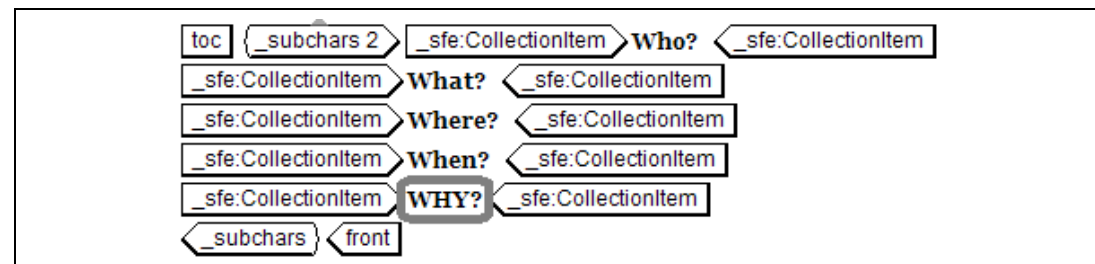 toc _subchars 2 _sfe:CollectionItem Who? _sfe:CollectionItem
_sfe:CollectionItem What? _sfe:CollectionItem
_sfe:CollectionItem Where? _sfe:CollectionItem
_sfe:CollectionItem When? _sfe:CollectionItem
_sfe:CollectionItem WHY? _sfe:CollectionItem
_subchars front